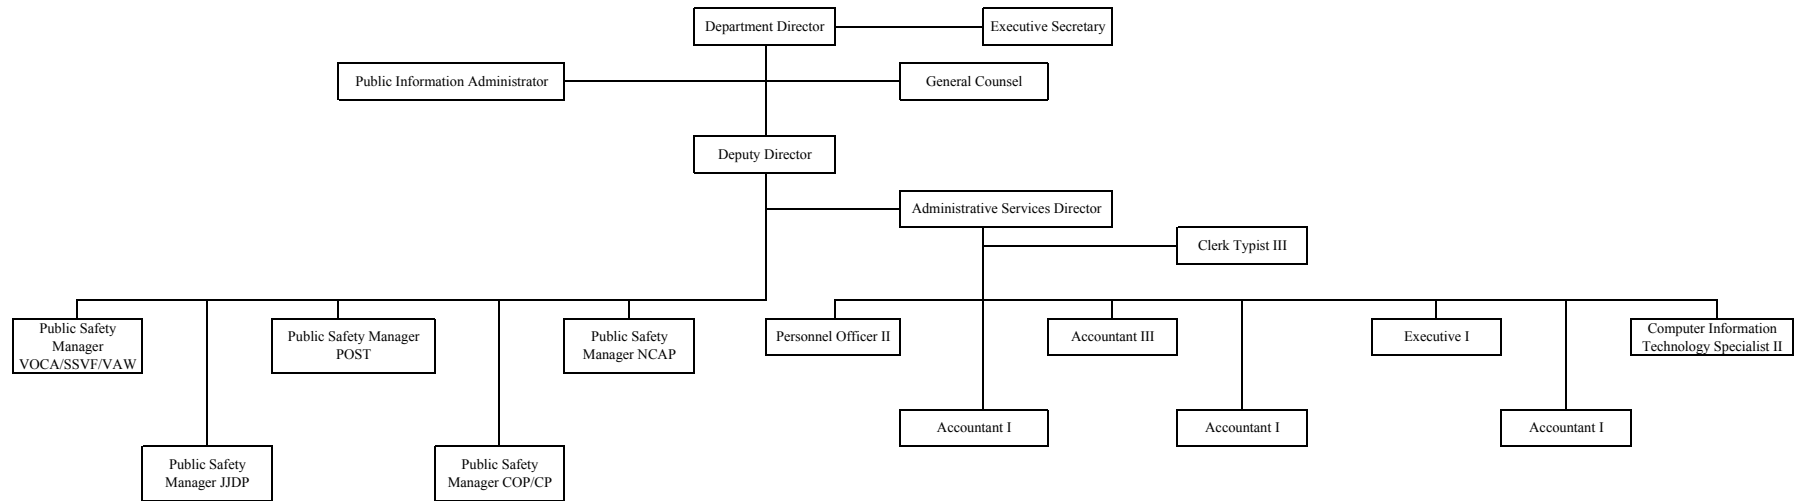 Department Director
Executive Secretary
Public Information Administrator
General Counsel
Deputy Director
Administrative Services Director
Clerk Typist III
Public Safety
Manager
VOCA/SSVF/VAW
Public Safety Manager
POST
Public Safety
Manager NCAP
Personnel Officer II
Accountant III
Executive I
Computer Information
Technology Specialist II
Accountant I
Accountant I
Accountant I
Public Safety
Manager JJDP
Public Safety
Manager COP/CP